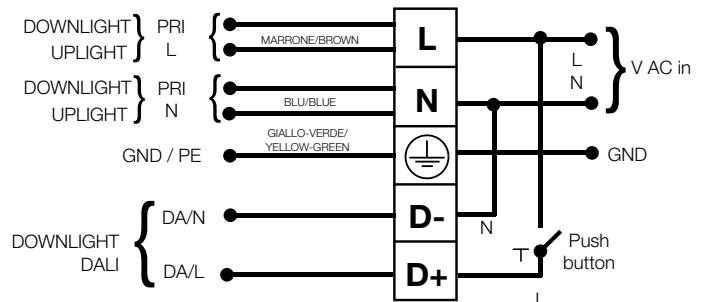 DOWNLIGHT } PRI { L
UPLIGHT L MARRONE/BROWN
L
N
V AC in
DOWNLIGHT PRI N
UPLIGHT N BLU/BLUE
GIALLO-VERDE/
YELLOW-GREEN
GND / PE
GND
DOWNLIGHT
DALI
DA/N D-
N
DA/L D+
Push
button
L